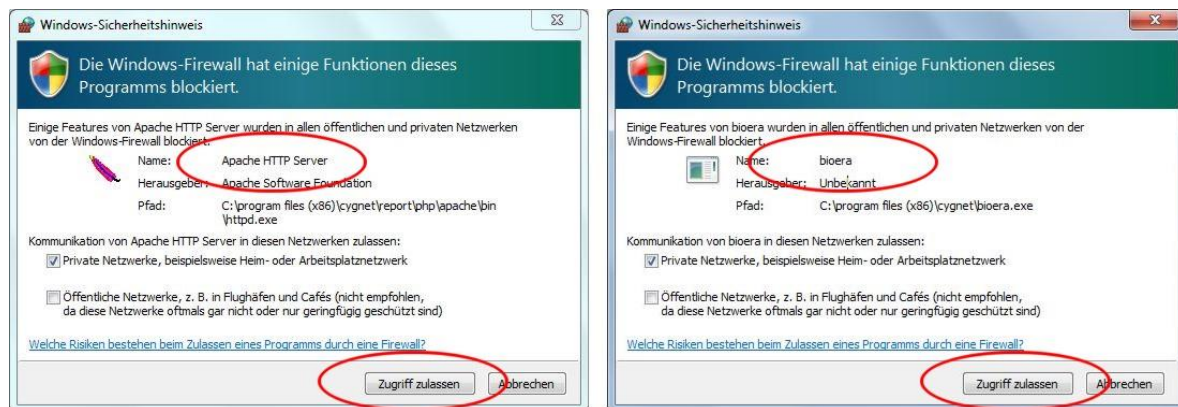 Windows-Sicherheitshinweis
Die Windows-Firewall hat einige Funktionen dieses
Programms blockiert.
Einige Features von Apache HTTP Server wurden in allen öffentlichen und privaten Netzwerken
von der Windows-Firewall blockiert.
Name: Apache HTTP Server
Herausgeber: Apache Software Foundation
Pfad: C:\program files (x86)\cygnet\report\php\apache\bin
\httpd.exe
Kommunikation von Apache HTTP Server in diesen Netzwerken zulassen:
Private Netzwerke, beispielsweise Heim- oder Arbeitsplatznetzwerk
Öffentliche Netzwerke, z. B. in Flughäfen und Cafés (nicht empfohlen,
da diese Netzwerke oftmals gar nicht oder nur geringfügig geschützt sind)
Welche Risiken bestehen beim Zulassen eines Programms durch eine Firewall?
Zugriff zulassen Abbrechen
Windows-Sicherheitshinweis
Die Windows-Firewall hat einige Funktionen dieses
Programms blockiert.
Einige Features von bioera wurden in allen öffentlichen und privaten Netzwerken von der
Windows-Firewall blockiert.
Name: bioera
Herausgeber: Unbekannt
Pfad: C:\program files (x86)\cygnet\bioera.exe
Kommunikation von bioera in diesen Netzwerken zulassen:
Private Netzwerke, beispielsweise Heim- oder Arbeitsplatznetzwerk
Öffentliche Netzwerke, z. B. in Flughäfen und Cafés (nicht empfohlen,
da diese Netzwerke oftmals gar nicht oder nur geringfügig geschützt sind)
Welche Risiken bestehen beim Zulassen eines Programms durch eine Firewall?
Zugriff zulassen Abbrechen